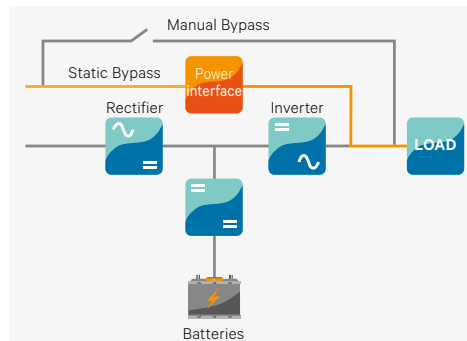 Manual Bypass
Static Bypass
Power
interface
Rectifier
Inverter
LOAD
Batteries